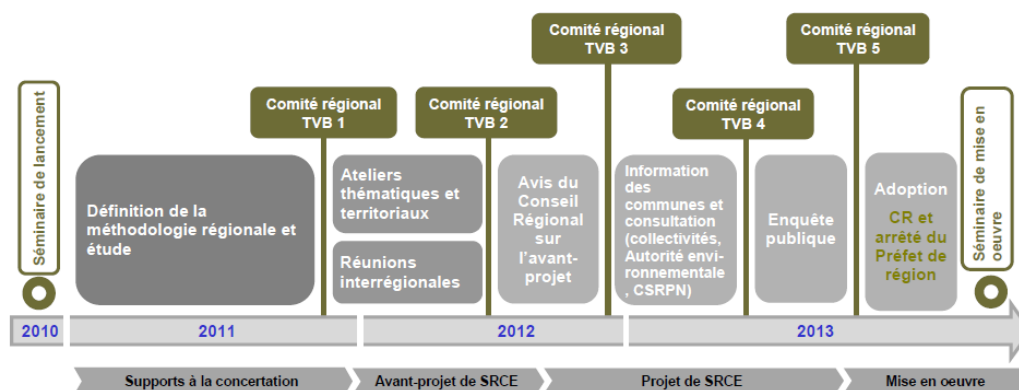 Comité régional
TVB 3
Comité régional
TVB 5
Comité régional
TVB 1
Comité régional
TVB 2
Comité régional
TVB 4
Séminaire de lancement
Définition de la
méthodologie régionale et
étude
Ateliers
thématiques et
territoriaux
Réunions
interrégionales
Avis du
Conseil
Régional
sur
l'avant-
projet
Information
des
communes et
consultation
(collectivités,
Autorité envi-
ronnementale
, CSRPN)
Enquête
publique
Adoption
CR et
arrêté du
Préfet de
région
Séminaire de mise en
oeuvre
2010
2011
2012
2013
Supports à la concertation
Avant-projet de SRCE
Projet de SRCE
Mise en oeuvre